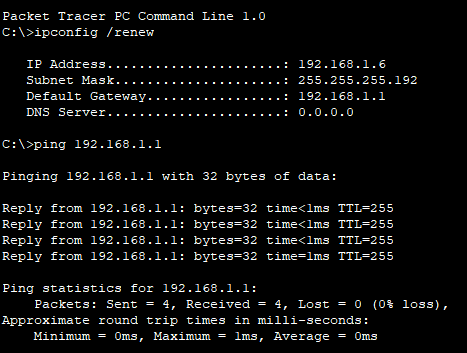 Packet Tracer PC Command Line 1.0
C:\>ipconfig /renew
IP Address......................: 192.168.1.6
Subnet Mask.....................: 255.255.255.192
Default Gateway.................: 192.168.1.1
DNS Server......................: 0.0.0.0
C:\>ping 192.168.1.1
Pinging 192.168.1.1 with 32 bytes of data:
Reply from 192.168.1.1: bytes=32 time<1ms TTL=255
Reply from 192.168.1.1: bytes=32 time<1ms TTL=255
Reply from 192.168.1.1: bytes=32 time<1ms TTL=255
Reply from 192.168.1.1: bytes=32 time=1ms TTL=255
Ping statistics for 192.168.1.1:
Packets: Sent = 4, Received = 4, Lost = 0 (0% loss),
Approximate round trip times in milli-seconds:
Minimum = 0ms, Maximum = 1ms, Average = 0ms